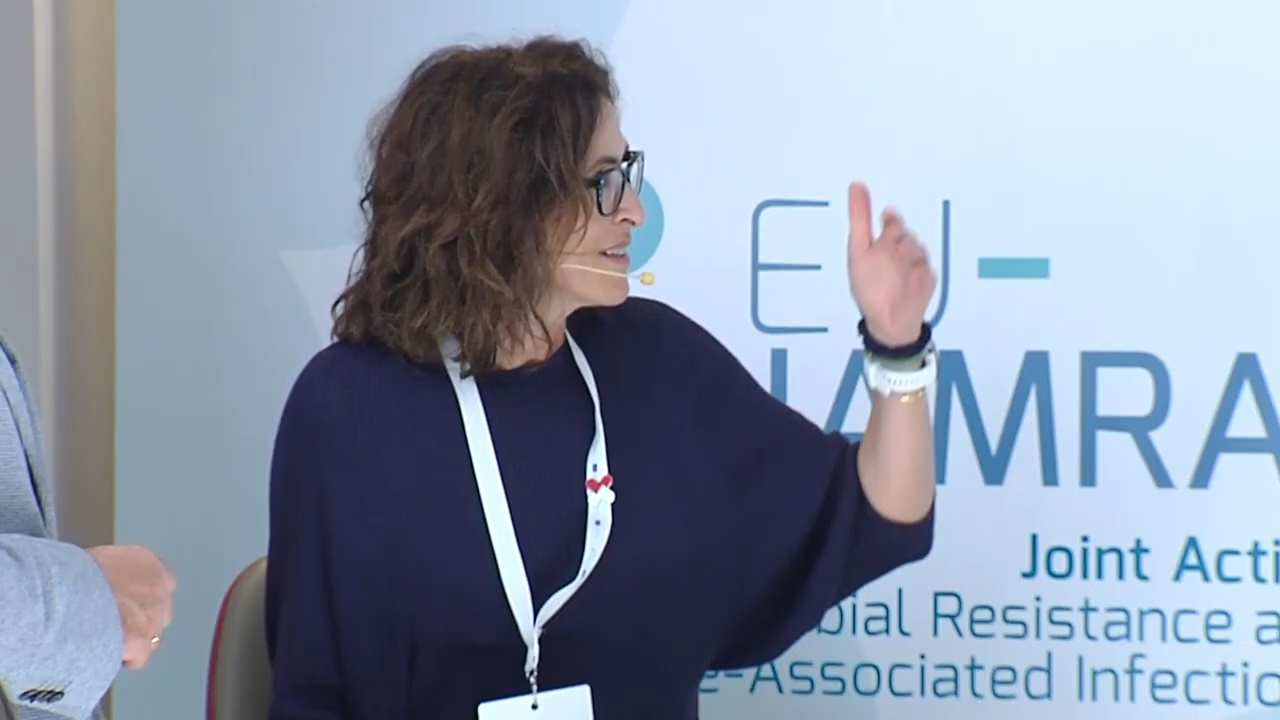 EU-
JAMRA
Joint Acti
bial Resistance a
e-Associated Infectio